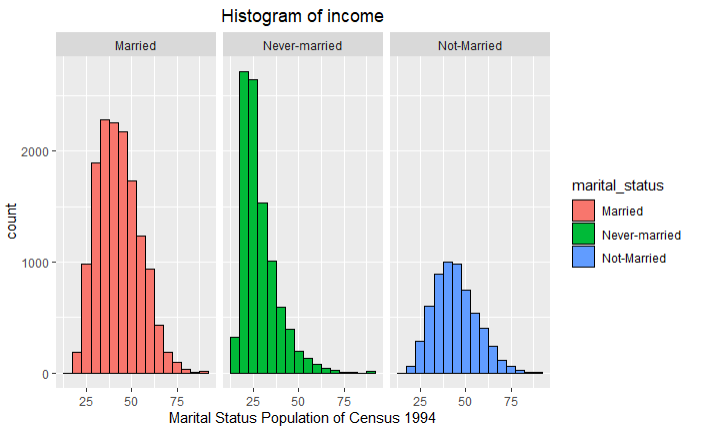 Histogram of income
Married
Never-married
Not-Married
2000
1000
0
count
25 50 75
25 50 75
25 50 75
Marital Status Population of Census 1994
marital_status
Married
Never-married
Not-Married